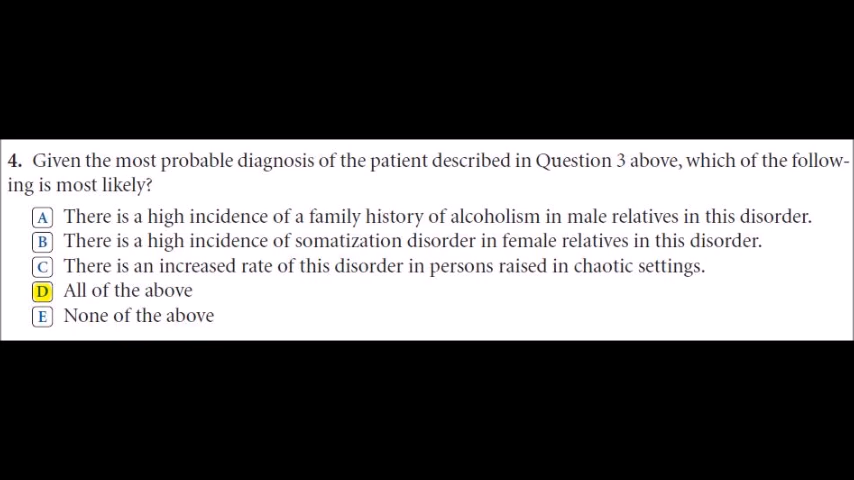 4. Given the most probable diagnosis of the patient described in Question 3 above, which of the follow-
ing is most likely?
A There is a high incidence of a family history of alcoholism in male relatives in this disorder.
B There is a high incidence of somatization disorder in female relatives in this disorder.
C There is an increased rate of this disorder in persons raised in chaotic settings.
D All of the above
E None of the above